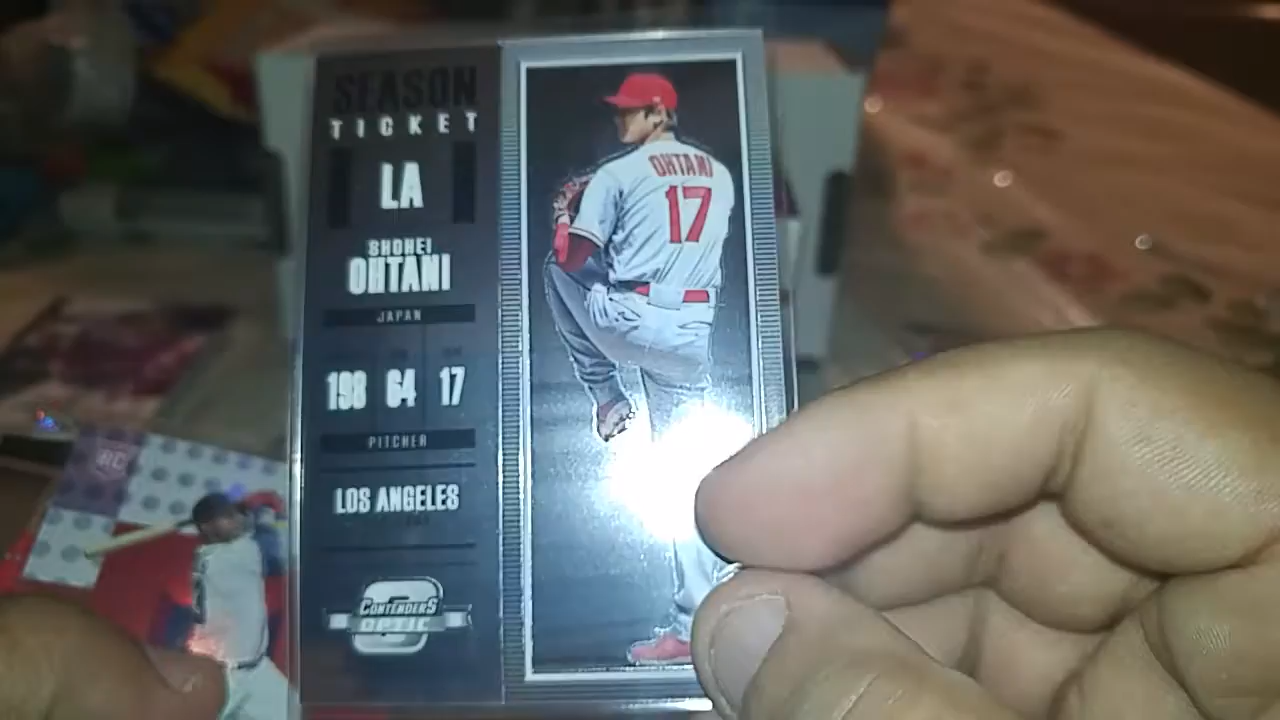 SEASON
TICKET
LA
SHOHEI
OHTANI
JAPAN
198 64 17
PITCHER
LOS ANGELES
CONTENDERS
OPTIC
OHTANI
17
RC